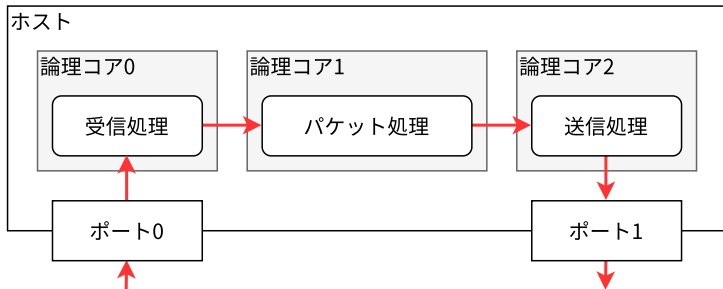 ホスト
論理コア0
論理コア1
論理コア2
受信処理
パケット処理
送信処理
ポート0
ポート1